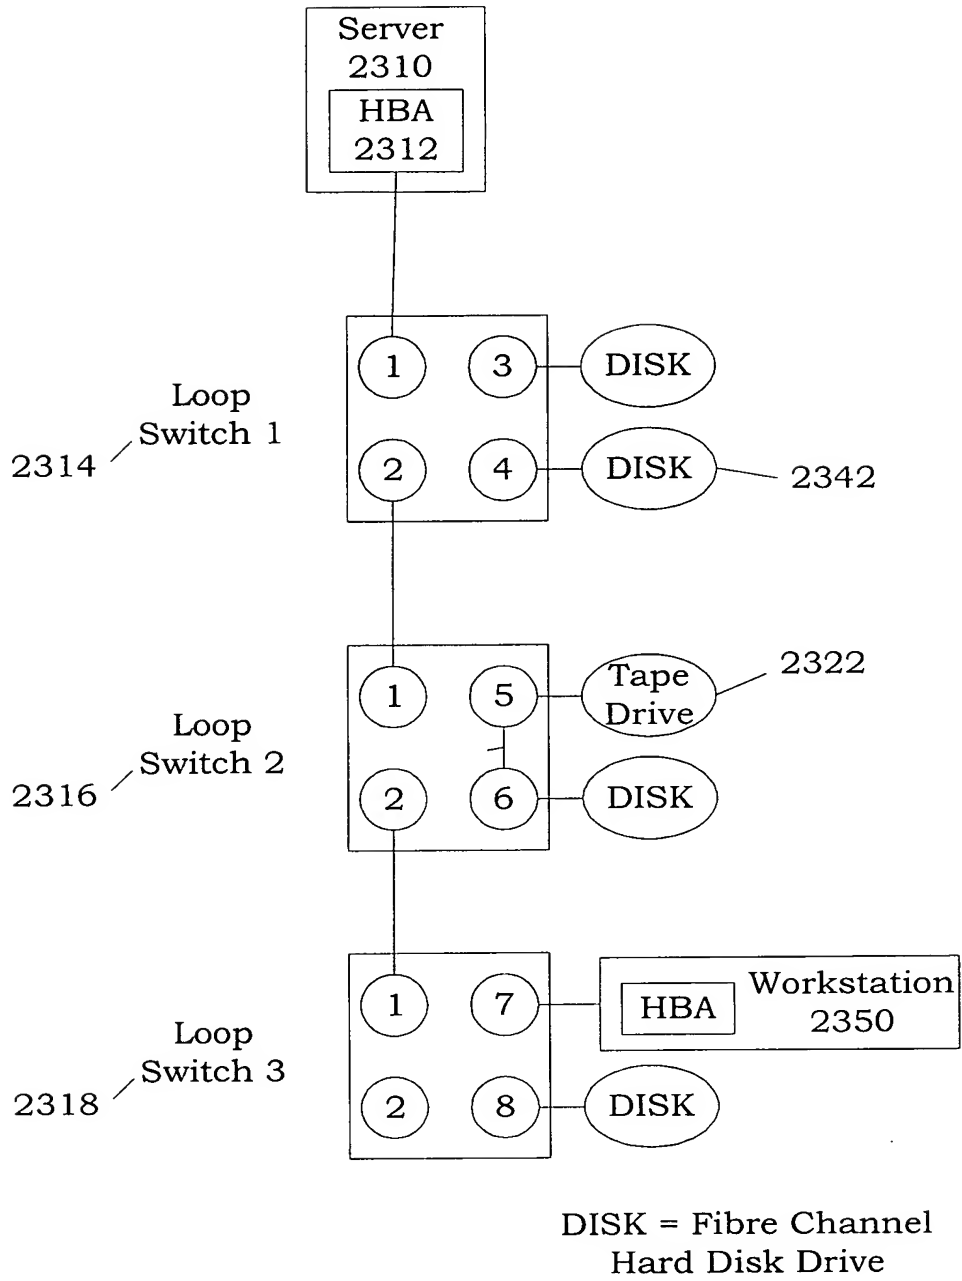 Server
2310
HBA
2312
1
3
DISK
Loop
Switch 1
2314
2
4
DISK
2342
1
5
Tape
Drive
2322
Loop
Switch 2
2316
2
6
DISK
1
7
HBA
Workstation
2350
Loop
Switch 3
2318
2
8
DISK
DISK = Fibre Channel
Hard Disk Drive